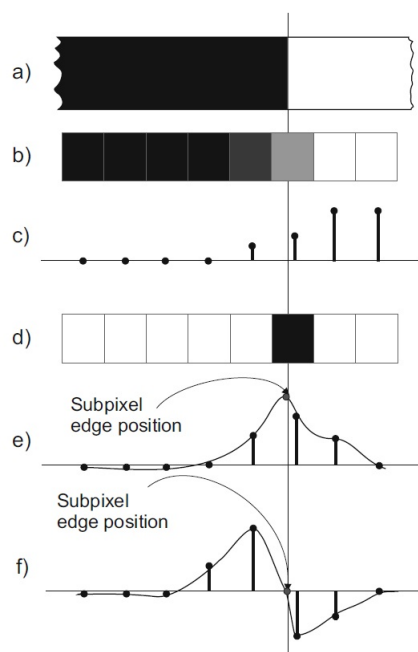 a)
b)
c)
d)
Subpixel
edge position
e)
Subpixel
edge position
f)